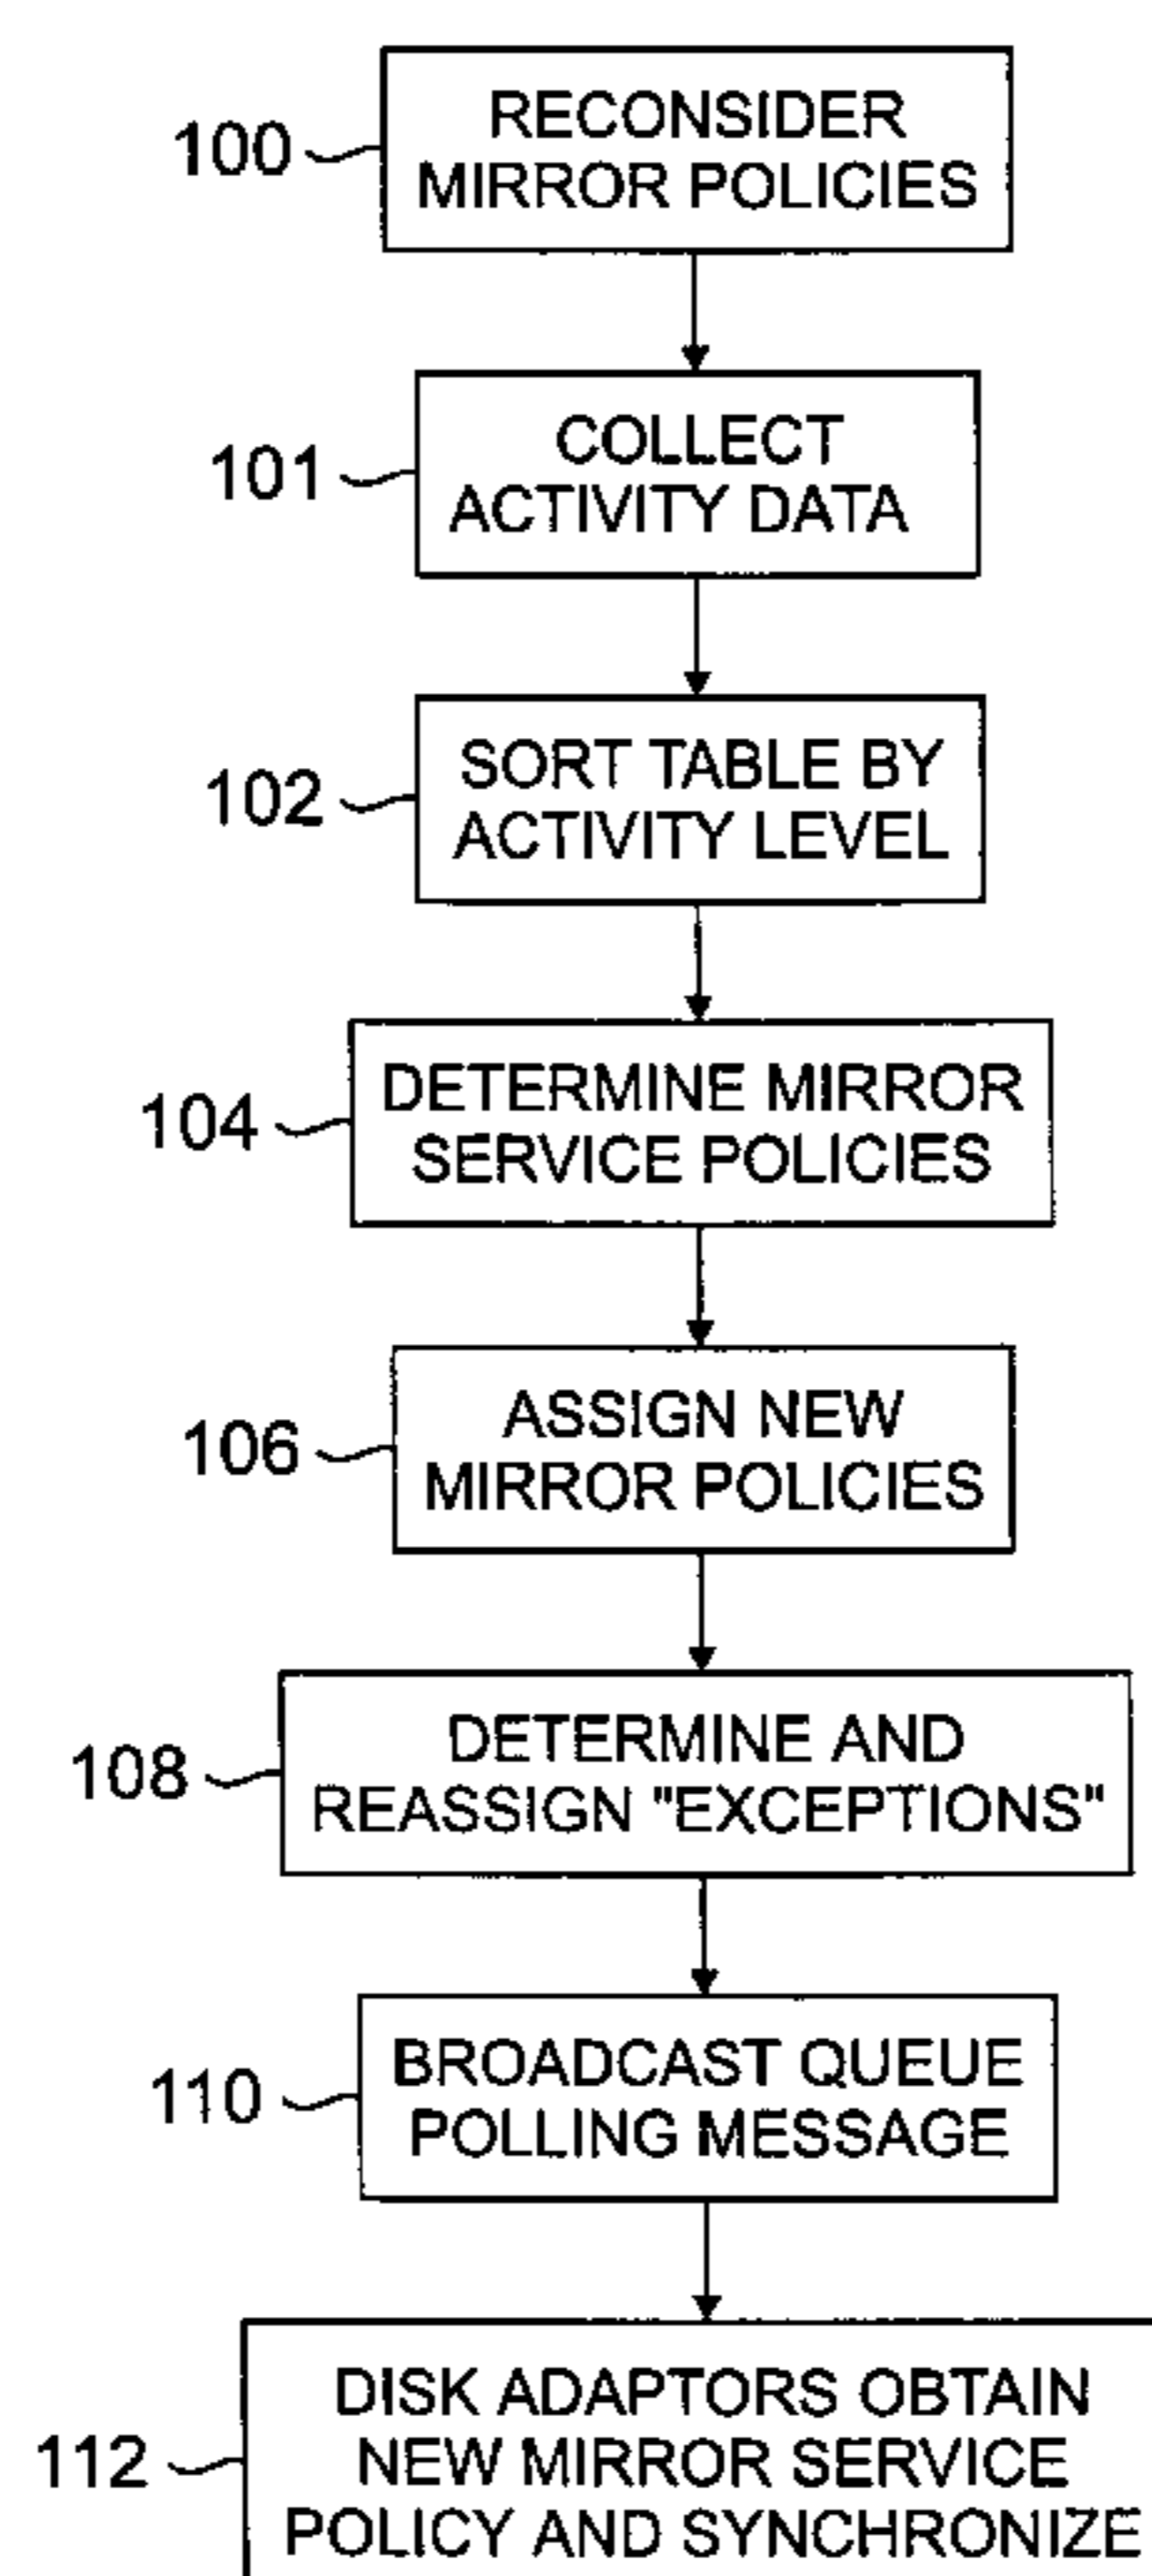 100
RECONSIDER
MIRROR POLICIES
101
COLLECT
ACTIVITY DATA
102
SORT TABLE BY
ACTIVITY LEVEL
104
DETERMINE MIRROR
SERVICE POLICIES
106
ASSIGN NEW
MIRROR POLICIES
108
DETERMINE AND
REASSIGN "EXCEPTIONS"
110
BROADCAST QUEUE
POLLING MESSAGE
112
DISK ADAPTORS OBTAIN
NEW MIRROR SERVICE
POLICY AND SYNCHRONIZE